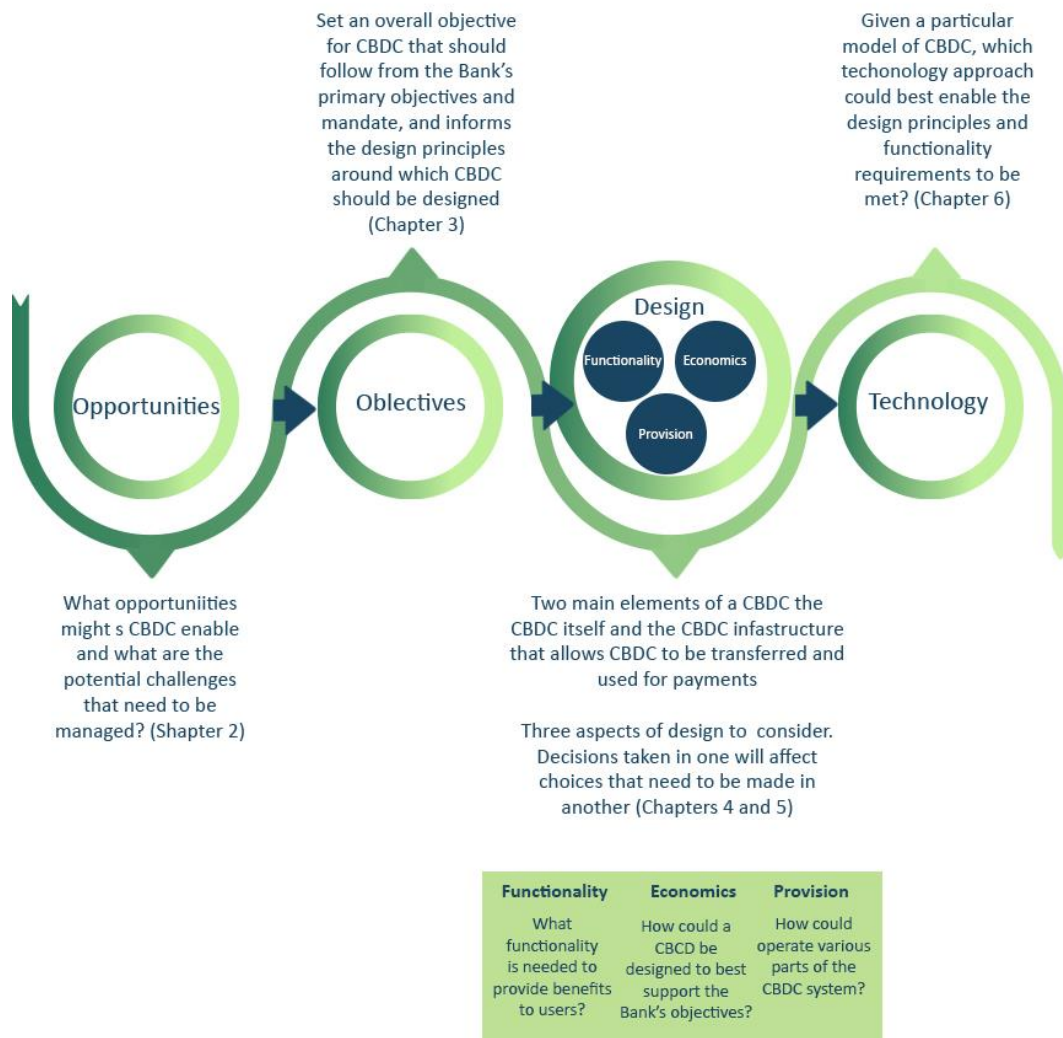 Set an overall objective
for CBDC that should
follow from the Bank's
primary objectives and
mandate, and informs
the design principles
around which CBDC
should be designed
(Chapter 3)
Given a particular
model of CBDC, which
techonology approach
could best enable the
design principles and
functionality
requirements to be
met? (Chapter 6)
Opportunities
Oblectives
Design
Functionality
Economics
Provision
Technology
What opportuniities
might s CBDC enable
and what are the
potential challenges
that need to be
managed? (Shapter 2)
Two main elements of a CBDC the
CBDC itself and the CBDC infastructure
that allows CBDC to be transferred and
used for payments
Three aspects of design to consider.
Decisions taken in one will affect
choices that need to be made in
another (Chapters 4 and 5)
Functionality
What
functionality
is needed to
provide benefits
to users?
Economics
How could a
CBCD be
designed to best
support the
Bank's objectives?
Provision
How could
operate various
parts of the
CBDC system?